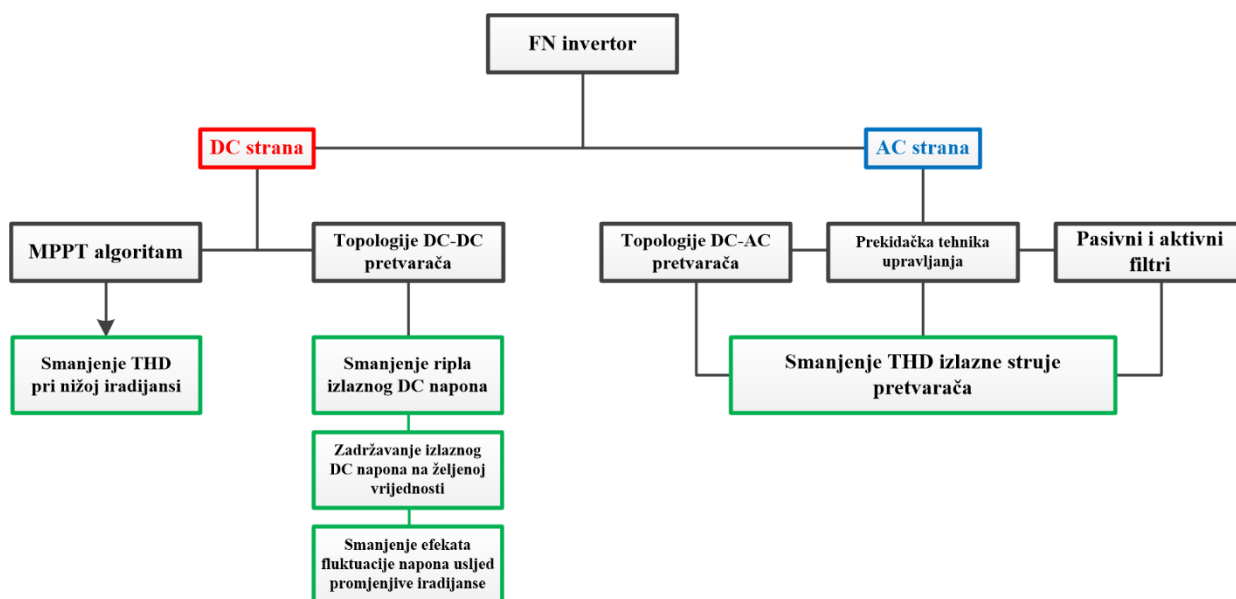 FN invertor
DC strana
AC strana
MPPT algoritam
Topologije DC-DC
pretvarača
Topologije DC-AC
pretvarača
Prekidačka tehnika
upravljanja
Pasivni i aktivni
filtri
Smanjenje THD
pri nižoj iradijansi
Smanjenje ripla
izlaznog DC napona
Smanjenje THD izlazne struje
pretvarača
Zadržavanje izlaznog
DC napona na željenoj
vrijednosti
Smanjenje efekata
fluktuacije napona usljed
promjenjive iradijanse